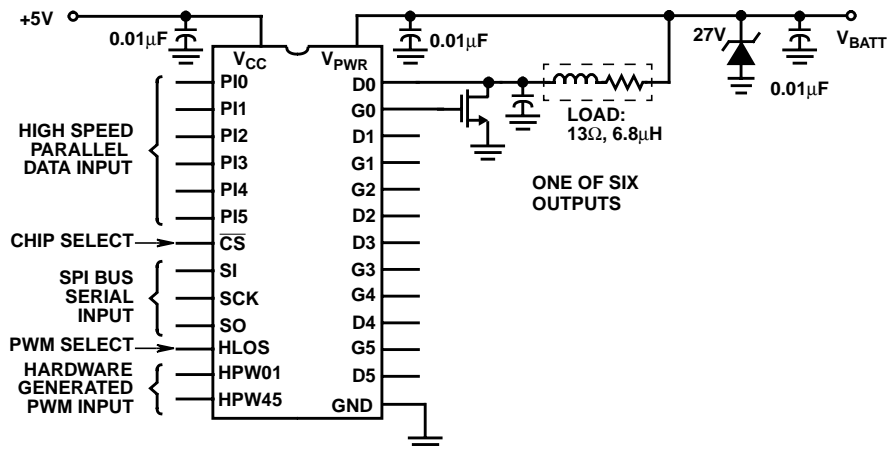 +5V
0.01μF
VCC
VPWR
0.01μF
27V
VBATT
0.01μF
HIGH SPEED
PARALLEL
DATA INPUT
PI0
PI1
PI2
PI3
PI4
PI5
CHIP SELECT
CS
SPI BUS
SERIAL
INPUT
SI
SCK
SO
PWM SELECT
HLOS
HARDWARE
GENERATED
PWM INPUT
HPW01
HPW45
D0
G0
D1
G1
G2
D2
D3
G3
G4
D4
G5
D5
GND
LOAD:
13Ω, 6.8μH
ONE OF SIX
OUTPUTS